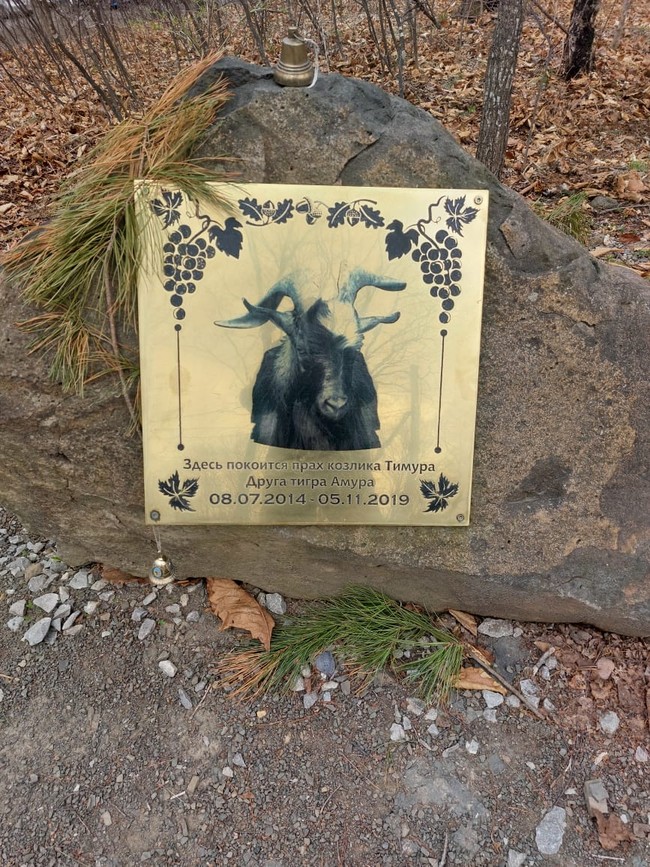 Здесь покоится прах козлика Тимура
Друга тигра Амура
08.07.2014 - 05.11.2019